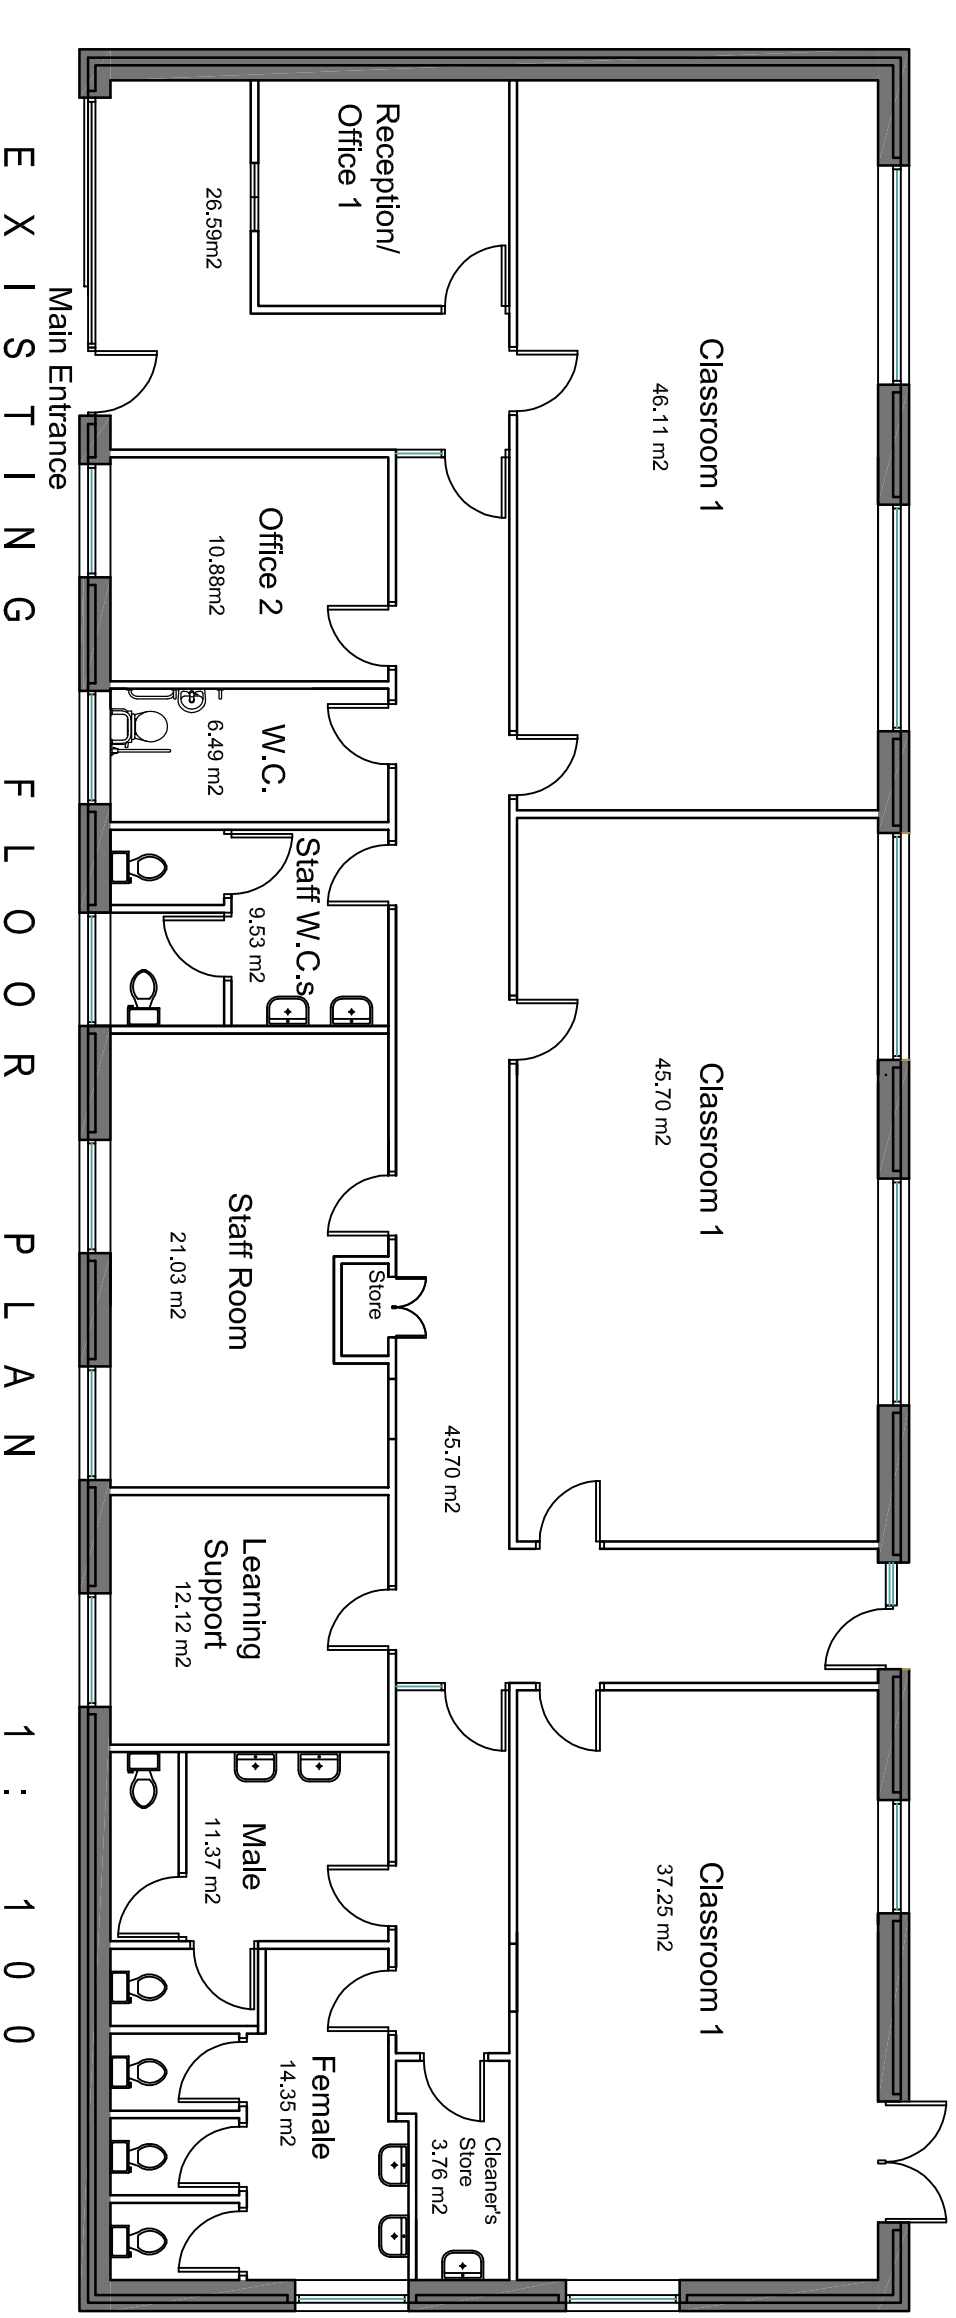 Classroom 1
46.11 m2
Classroom 1
45.70 m2
Classroom 1
37.25 m2
Reception/
Office 1
26.59m2
Main Entrance
Office 2
10.88m2
W.C.
6.49 m2
Staff W.C.s
9.53 m2
Staff Room
21.03 m2
Store
45.70 m2
Learning
Support
12.12 m2
Male
11.37 m2
Female
14.35 m2
Cleaner's
Store
3.76 m2
EXISTING FLOOR PLAN 1:100